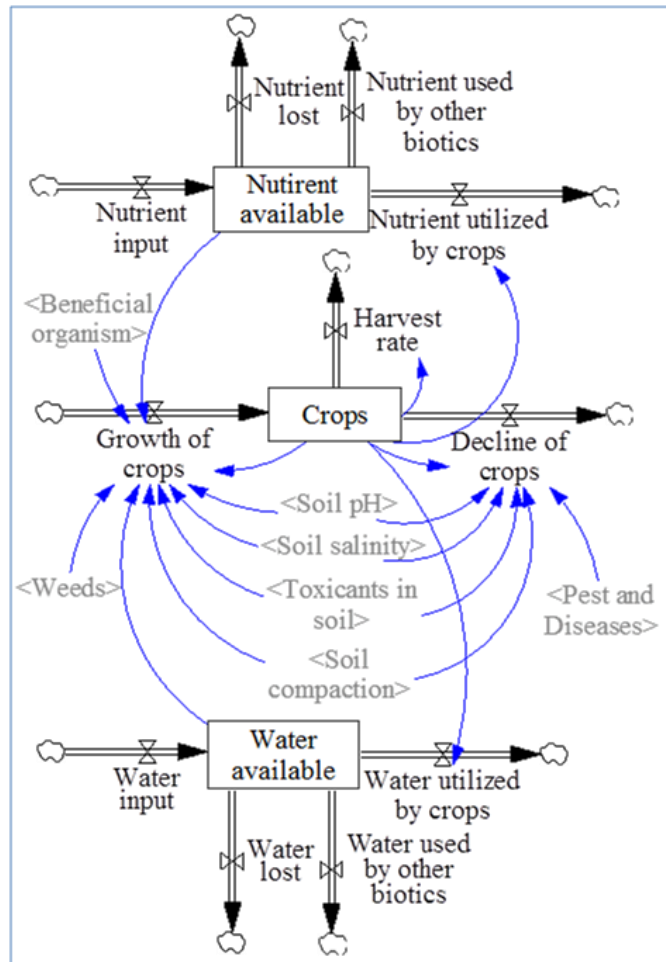 Nutrient
lost
Nutrient used
by other
biotics
Nutrient
input
Nutirent
available
Nutrient utilized
by crops
<Beneficial
organism>
Harvest
rate
Crops
Growth of
crops
Decline of
crops
<Soil pH>
<Soil salinity>
<Weeds>
<Toxicants in
soil>
<Pest and
Diseases>
<Soil
compaction>
Water
input
Water
available
Water utilized
by crops
Water
lost
Water used
by other
biotics